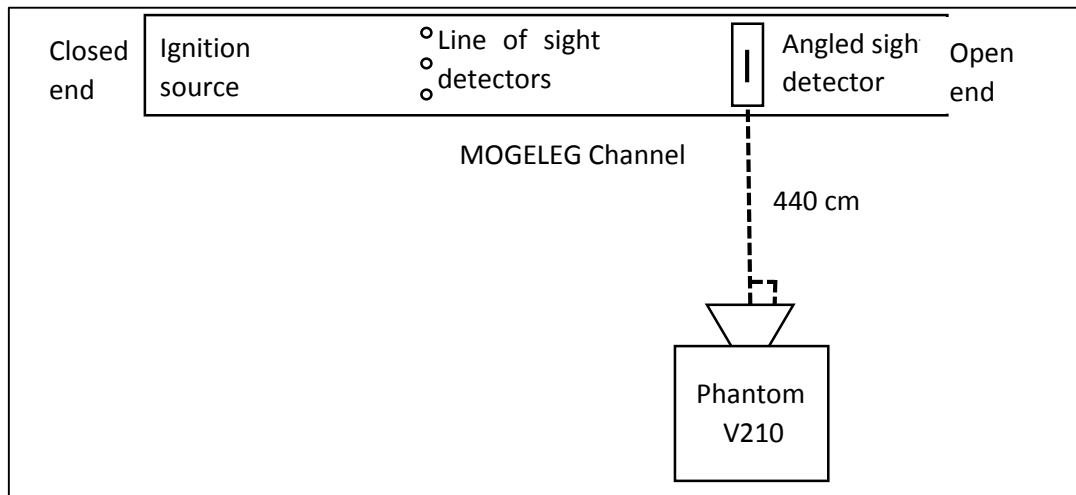 Closed
end
Ignition
source
Line of sight
detectors
Angled sigh
detector
Open
end
MOGELEG Channel
440 cm
Phantom
V210